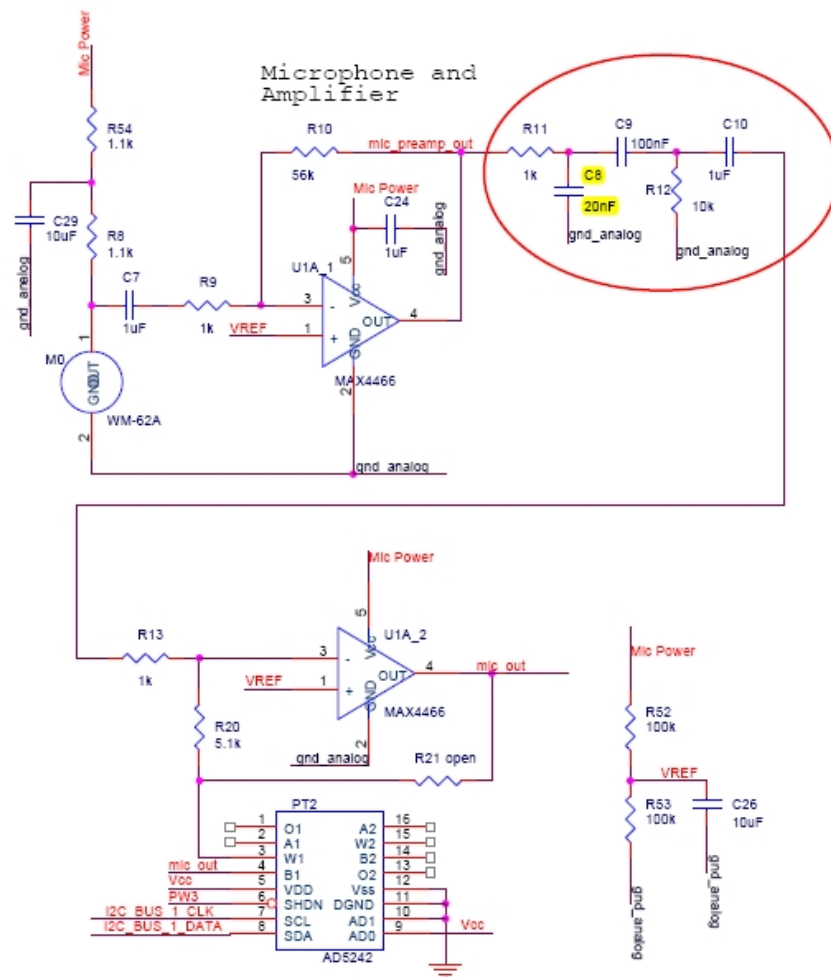 Mic Power
Microphone and
Amplifier
R54
1.1k
C29
10uF
gnd_analog
R8
1.1k
C7
1uF
R9
1k
R10
56k
mic_preamp_out
Mic Power
C24
1uF
gnd_analog
U1A_1
5
Vcc
3
-
VREF
1
+
OUT
4
GND
2
MAX4466
M0
1
OUT
GND
WM-62A
2
gnd_analog
R11
1k
C8
20nF
gnd_analog
C9
100nF
R12
10k
gnd_analog
C10
1uF
Mic Power
R13
1k
U1A_2
5
Vcc
3
-
VREF
1
+
OUT
4
mic_out
GND
2
MAX4466
gnd_analog
R20
5.1k
R21 open
Mic Power
R52
100k
VREF
R53
100k
C26
10uF
gnd_analog
gnd_analog
PT2
1 O1 A2 16
2 A1 W2 15
3 W1 B2 14
mic_out 4 B1 O2 13
Vcc 5 VDD Vss 12
PW3 6 SHDN DGND 11
I2C_BUS_1_CLK 7 SCL AD1 10
I2C_BUS_1_DATA 8 SDA AD0 9 Vcc
AD5242